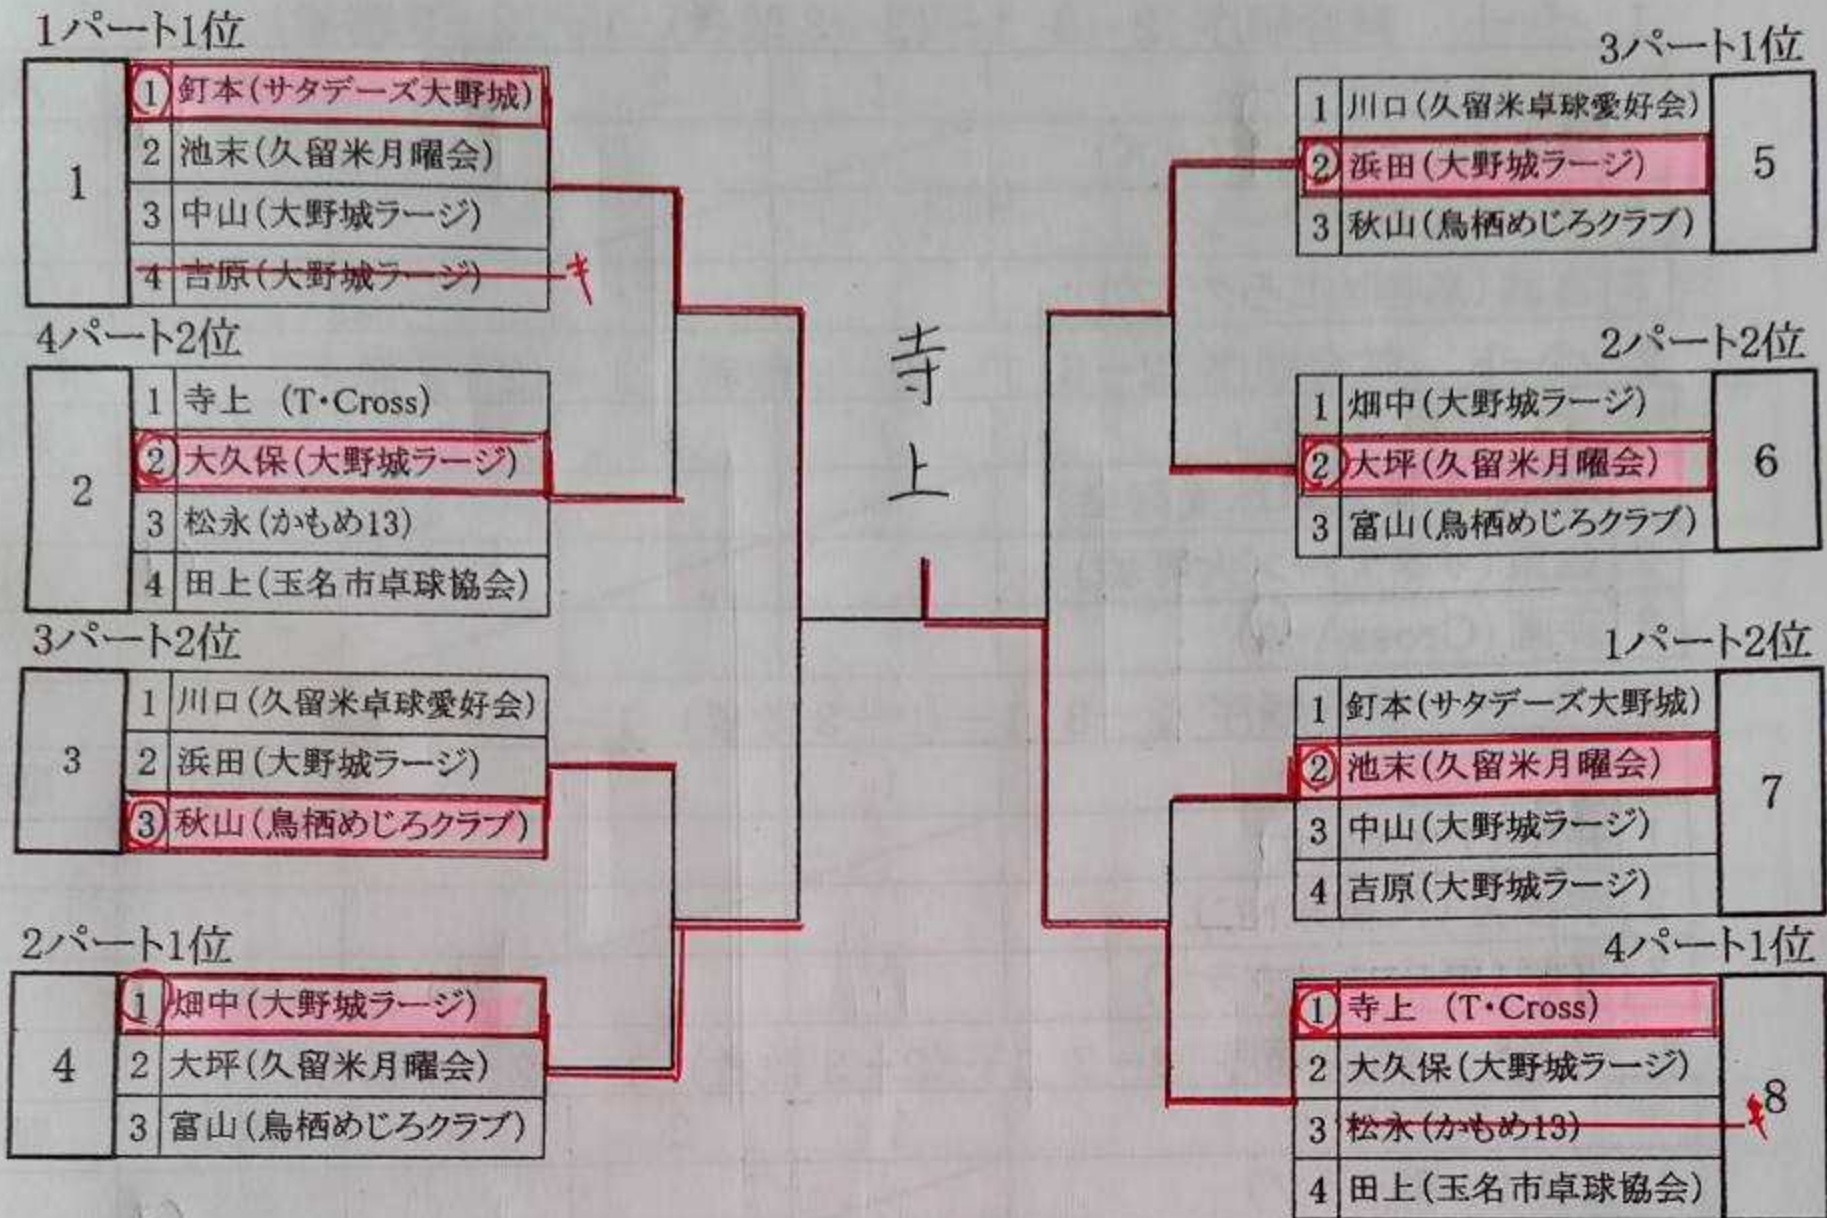 1パート1位
1
① 釘本(サタデーズ大野城)
2 池末(久留米月曜会)
3 中山(大野城ラージ)
4 吉原(大野城ラージ) キ
4パート2位
2
1 寺上 (T・Cross)
② 大久保(大野城ラージ)
3 松永(かもめ13)
4 田上(玉名市卓球協会)
3パート2位
3
1 川口(久留米卓球愛好会)
2 浜田(大野城ラージ)
③ 秋山(鳥栖めじろクラブ)
2パート1位
4
① 畑中(大野城ラージ)
2 大坪(久留米月曜会)
3 富山(鳥栖めじろクラブ)
寺上
3パート1位
5
1 川口(久留米卓球愛好会)
② 浜田(大野城ラージ)
3 秋山(鳥栖めじろクラブ)
2パート2位
6
1 畑中(大野城ラージ)
② 大坪(久留米月曜会)
3 富山(鳥栖めじろクラブ)
1パート2位
7
1 釘本(サタデーズ大野城)
② 池末(久留米月曜会)
3 中山(大野城ラージ)
4 吉原(大野城ラージ)
4パート1位
8
① 寺上 (T・Cross)
2 大久保(大野城ラージ)
3 松永(かもめ13) キ
4 田上(玉名市卓球協会)